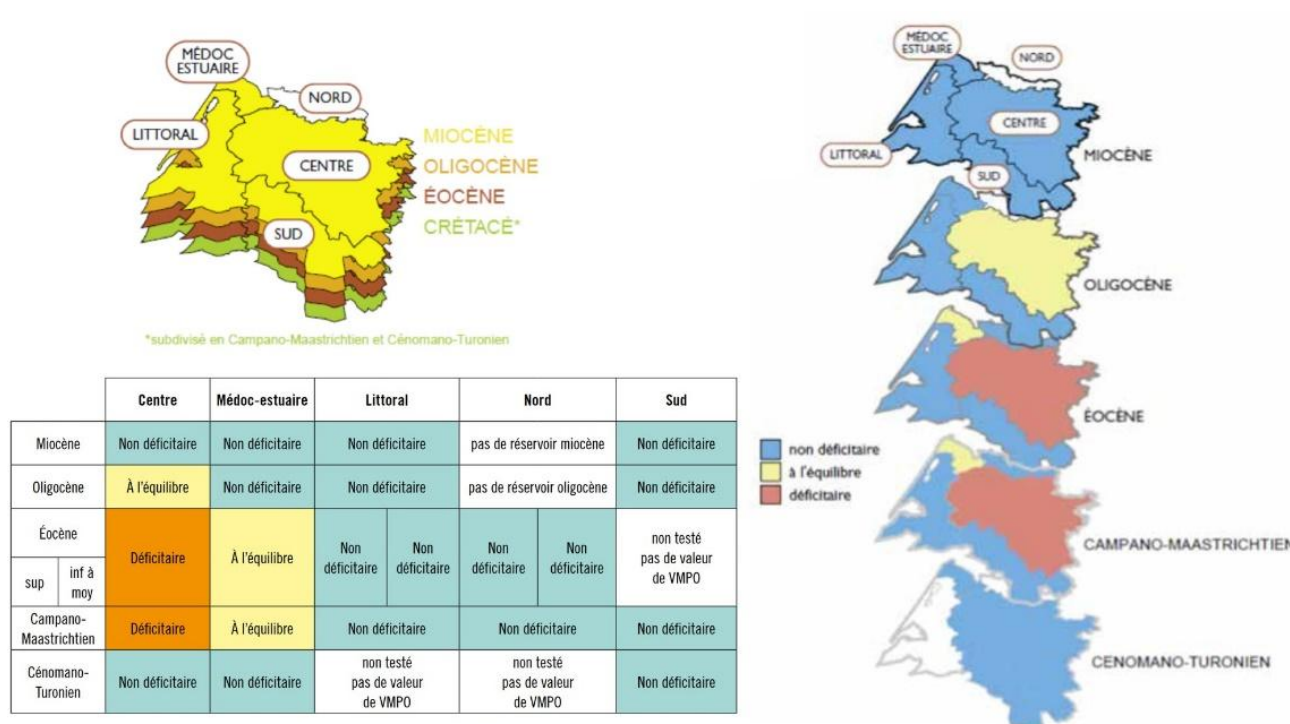 MÉDOC
ESTUAIRE
NORD
LITTORAL
CENTRE
SUD
MIOCÈNE
OLIGOCÈNE
ÉOCÈNE
CRÉTACÉ*
*subdivisé en Campano-Maastrichtien et Cénomano-Turonien
Centre Médoc-estuaire Littoral Nord Sud
Miocène Non déficitaire Non déficitaire Non déficitaire pas de réservoir miocène Non déficitaire
Oligocène À l'équilibre Non déficitaire Non déficitaire pas de réservoir oligocène Non déficitaire
Éocène
sup
inf à
moy
Déficitaire
À l'équilibre
Non
déficitaire
Non
déficitaire
Non
déficitaire
Non
déficitaire
non testé
pas de valeur
de VMPO
Campano-
Maastrichtien
Déficitaire À l'équilibre Non déficitaire Non déficitaire Non déficitaire
Cénomano-
Turonien
Non déficitaire Non déficitaire
non testé
pas de valeur
de VMPO
non testé
pas de valeur
de VMPO
Non déficitaire
MÉDOC
ESTUAIRE
NORD
CENTRE
LITTORAL
SUD
MIOCÈNE
OLIGOCÈNE
ÉOCÈNE
non déficitaire
à l'équilibre
déficitaire
CAMPANO-MAASTRICHTIEN
CENOMANO-TURONIEN